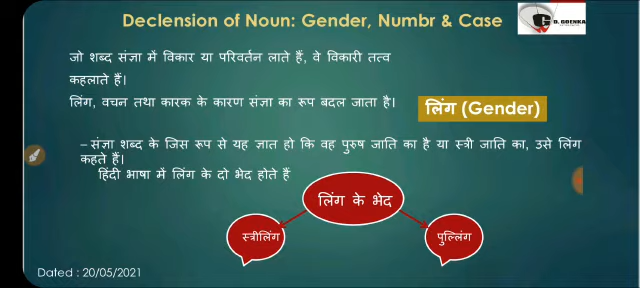 Declension of Noun: Gender, Numbr & Case
G. D. GOENKA
जो शब्द संज्ञा में विकार या परिवर्तन लाते हैं, वे विकारी तत्व
कहलाते हैं।
लिंग, वचन तथा कारक के कारण संज्ञा का रूप बदल जाता है।
लिंग (Gender)
– संज्ञा शब्द के जिस रूप से यह ज्ञात हो कि वह पुरुष जाति का है या स्त्री जाति का, उसे लिंग
कहते हैं।
हिंदी भाषा में लिंग के दो भेद होते हैं
लिंग के भेद
स्त्रीलिंग
पुल्लिंग
Dated : 20/05/2021